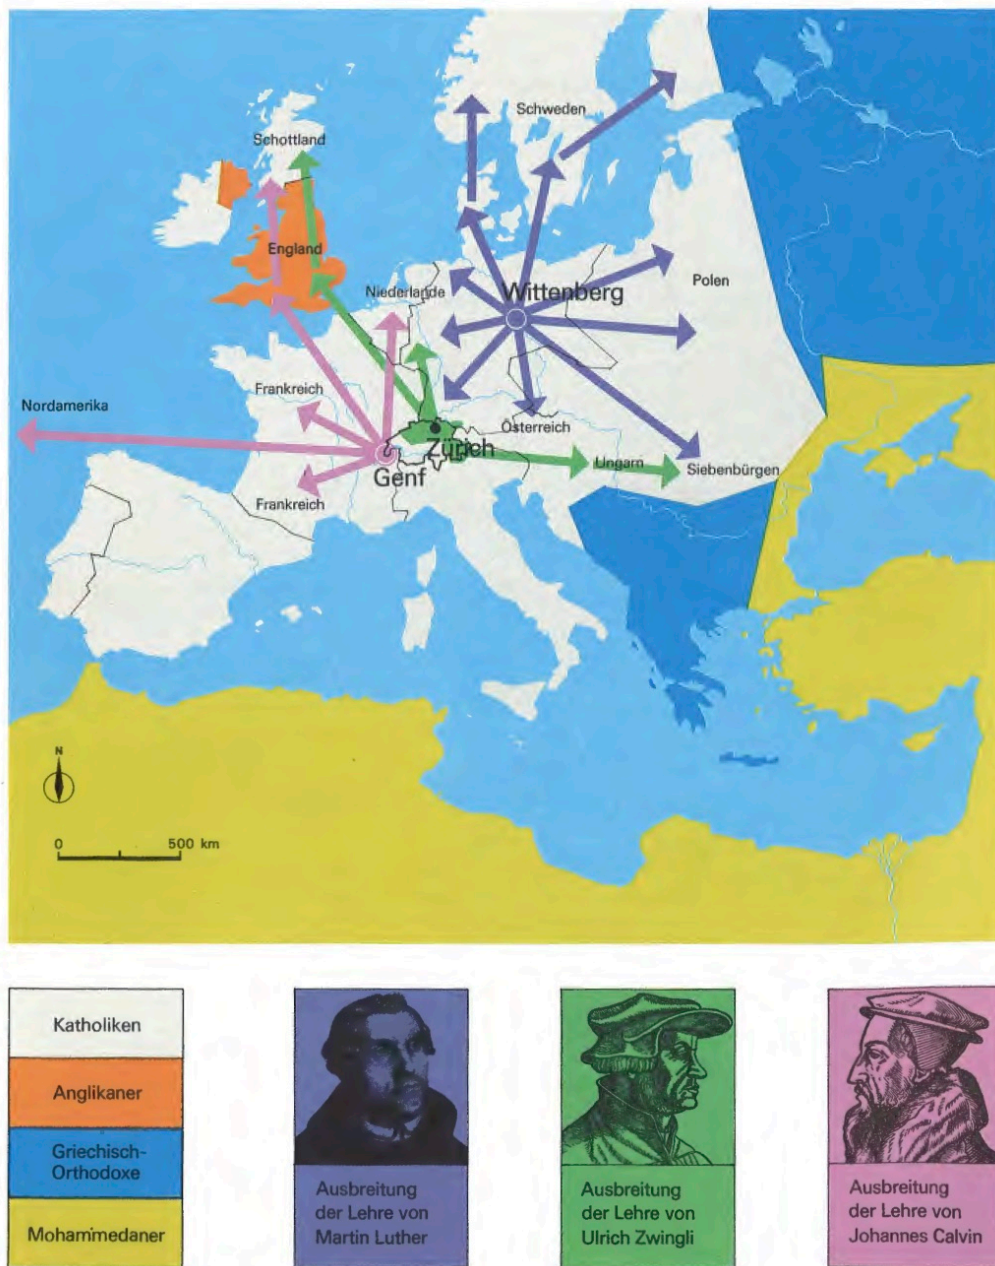 Schottland
Schweden
England
Niederlande
Wittenberg
Polen
Frankreich
Nordamerika
Österreich
Zürich
Ungarn
Siebenbürgen
Genf
Frankreich
N
0 500 km
Katholiken
Anglikaner
Griechisch-
Orthodoxe
Mohammedaner
Ausbreitung
der Lehre von
Martin Luther
Ausbreitung
der Lehre von
Ulrich Zwingli
Ausbreitung
der Lehre von
Johannes Calvin